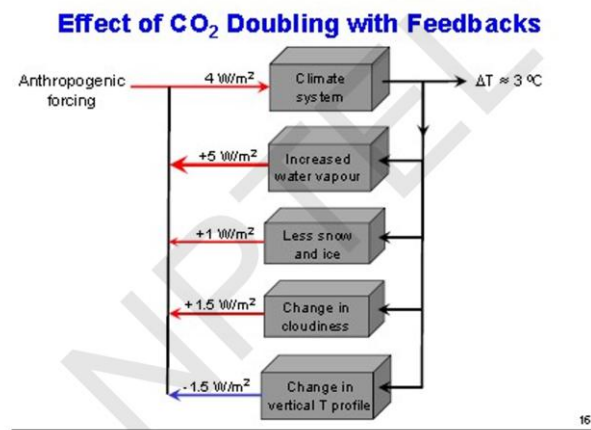 Effect of CO₂ Doubling with Feedbacks
Anthropogenic
forcing
4 W/m²
Climate
system
ΔT ≈ 3 ºC
+5 W/m²
Increased
water vapour
+1 W/m²
Less snow
and ice
+1.5 W/m²
Change in
cloudiness
-1.5 W/m²
Change in
vertical T profile
NPTEL
16